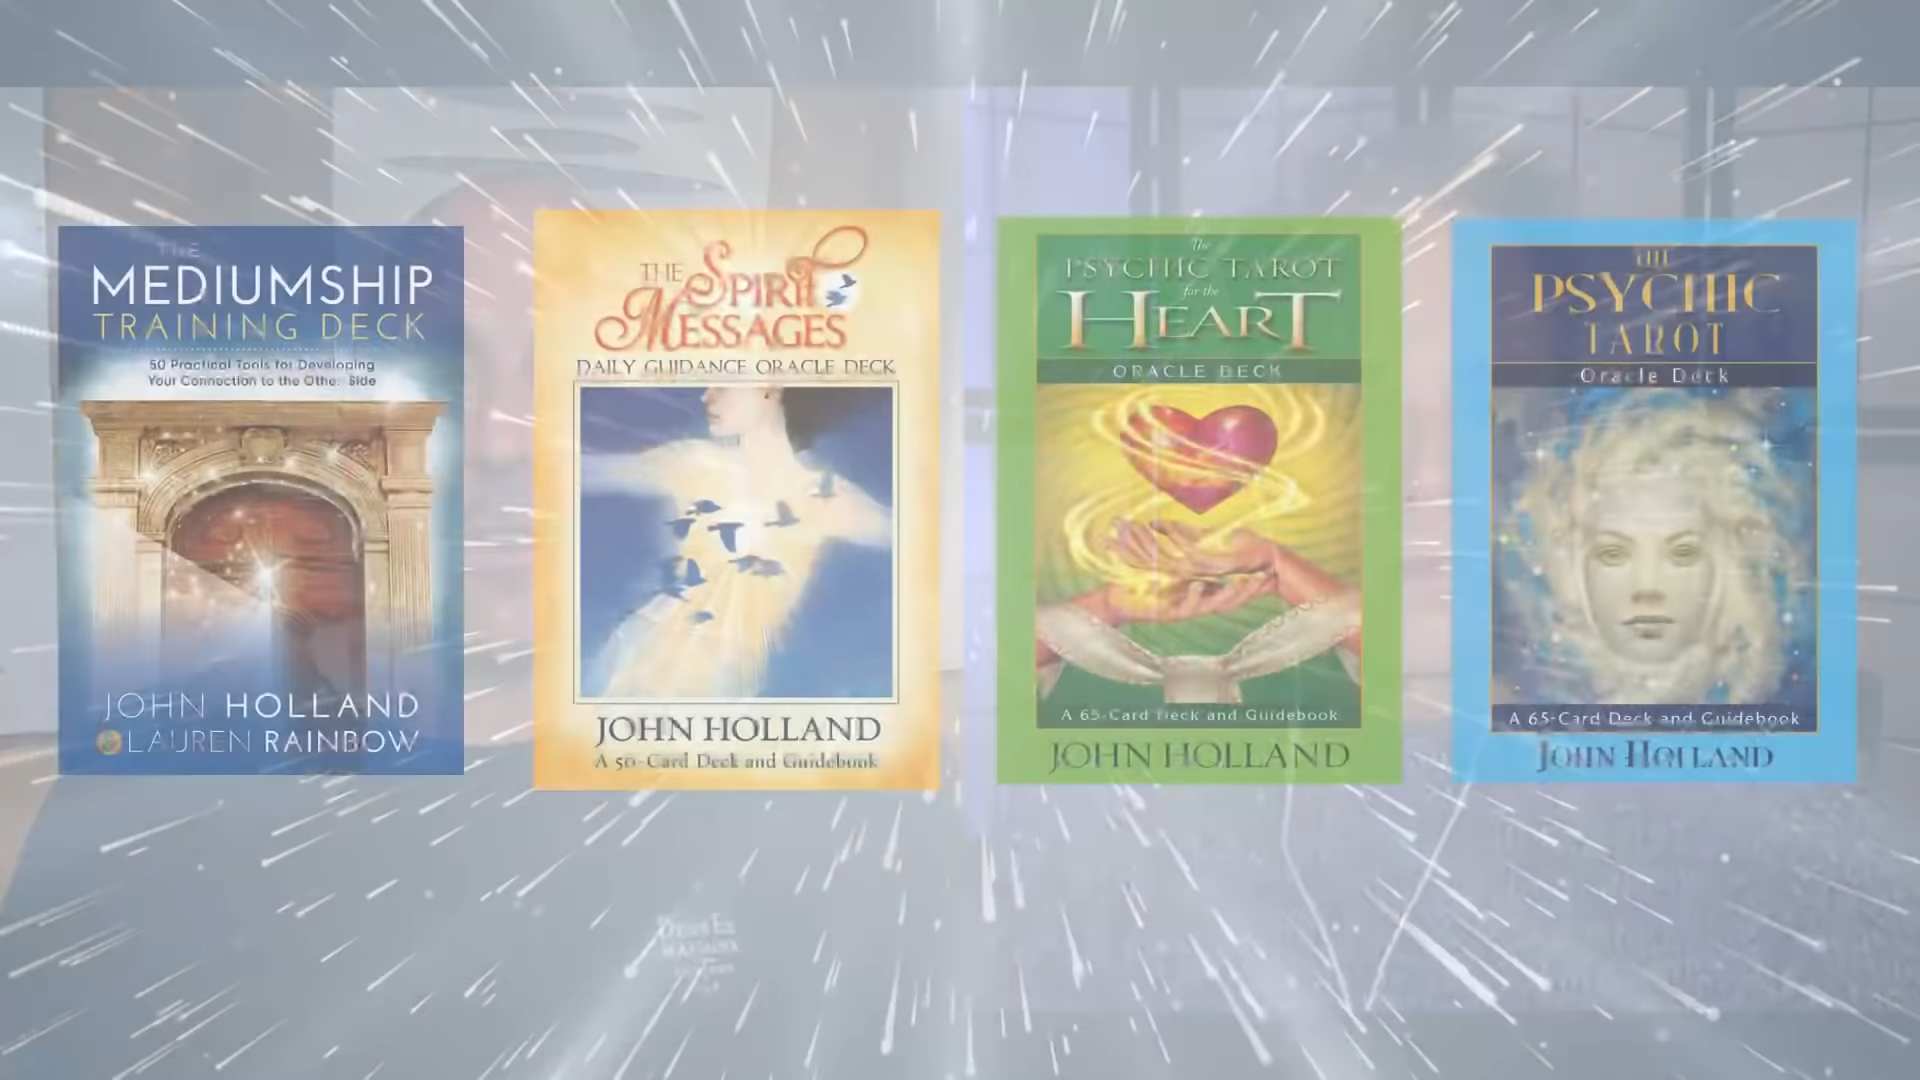 THE
MEDIUMSHIP
TRAINING DECK
50 Practical Tools for Developing
Your Connection to the Other Side
JOHN HOLLAND
& LAUREN RAINBOW
THE SPIRIT
MESSAGES
DAILY GUIDANCE ORACLE DECK
JOHN HOLLAND
A 50-Card Deck and Guidebook
The
PSYCHIC TAROT
for the
HEART
ORACLE DECK
A 65-Card Deck and Guidebook
JOHN HOLLAND
THE
PSYCHIC
TAROT
Oracle Deck
A 65-Card Deck and Guidebook
JOHN HOLLAND